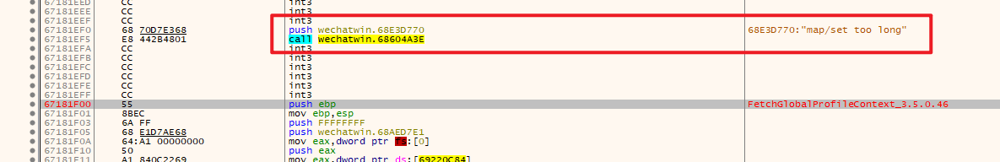 67181EEE CC int3
67181EEF CC int3
67181EF0 68 70D7E368 push wechatwin.68E3D770 68E3D770:"map/set too long"
67181EF5 E8 442B4801 call wechatwin.68604A3E
67181EFA CC int3
67181EFB CC int3
67181EFC CC int3
67181EFD CC int3
67181EFE CC int3
67181EFF CC int3
67181F00 55 push ebp FetchGlobalProfileContext_3.5.0.46
67181F01 8BEC mov ebp,esp
67181F03 6A FF push FFFFFFFF
67181F05 68 E1D7AE68 push wechatwin.68AED7E1
67181F0A 64:A1 00000000 mov eax,dword ptr fs:[0]
67181F10 50 push eax
67181F11 A1 840C2269 mov eax,dword ptr ds:[69220C84]